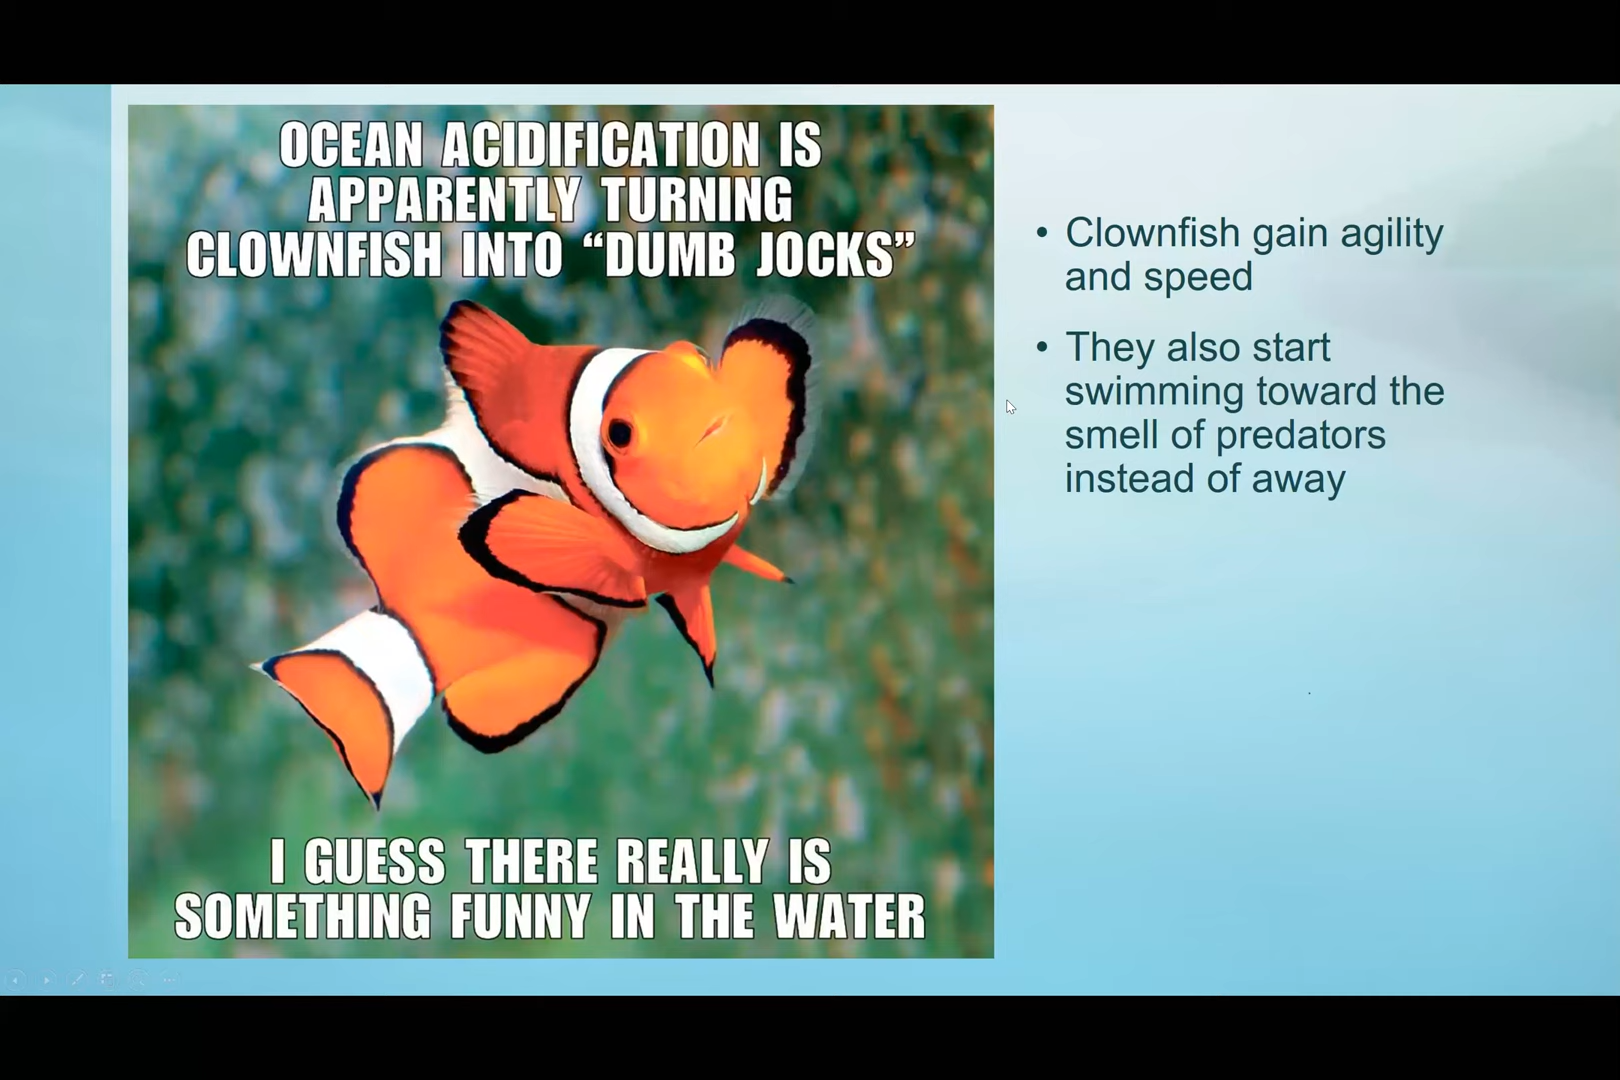 OCEAN ACIDIFICATION IS
APPARENTLY TURNING
CLOWNFISH INTO “DUMB JOCKS”
I GUESS THERE REALLY IS
SOMETHING FUNNY IN THE WATER
• Clownfish gain agility
and speed
• They also start
swimming toward the
smell of predators
instead of away